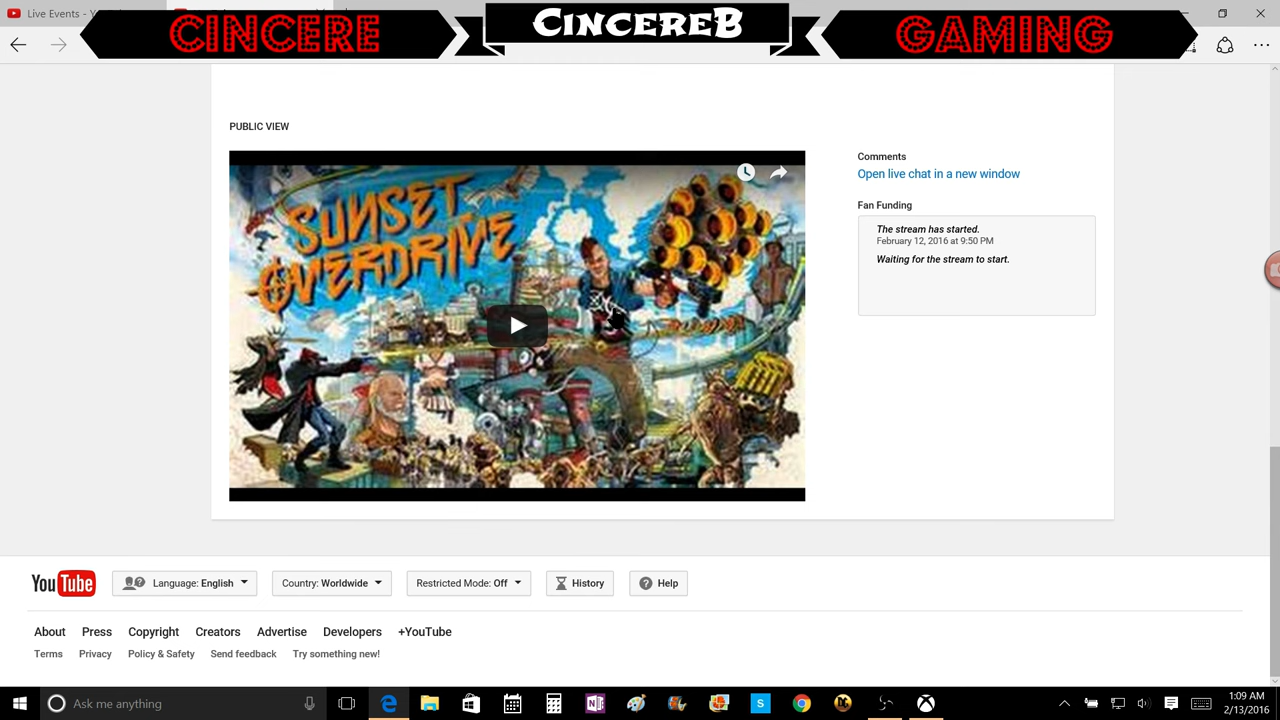 YouTube Live Events - Y
CINCERE
CINCEREB
GAMING
PUBLIC VIEW
SUNSET
OVERDRIVE
Comments
Open live chat in a new window
Fan Funding
The stream has started.
February 12, 2016 at 9:50 PM
Waiting for the stream to start.
YouTube
Language: English
Country: Worldwide
Restricted Mode: Off
History
Help
About Press Copyright Creators Advertise Developers +YouTube
Terms Privacy Policy & Safety Send feedback Try something new!
Ask me anything
1:09 AM
2/13/2016